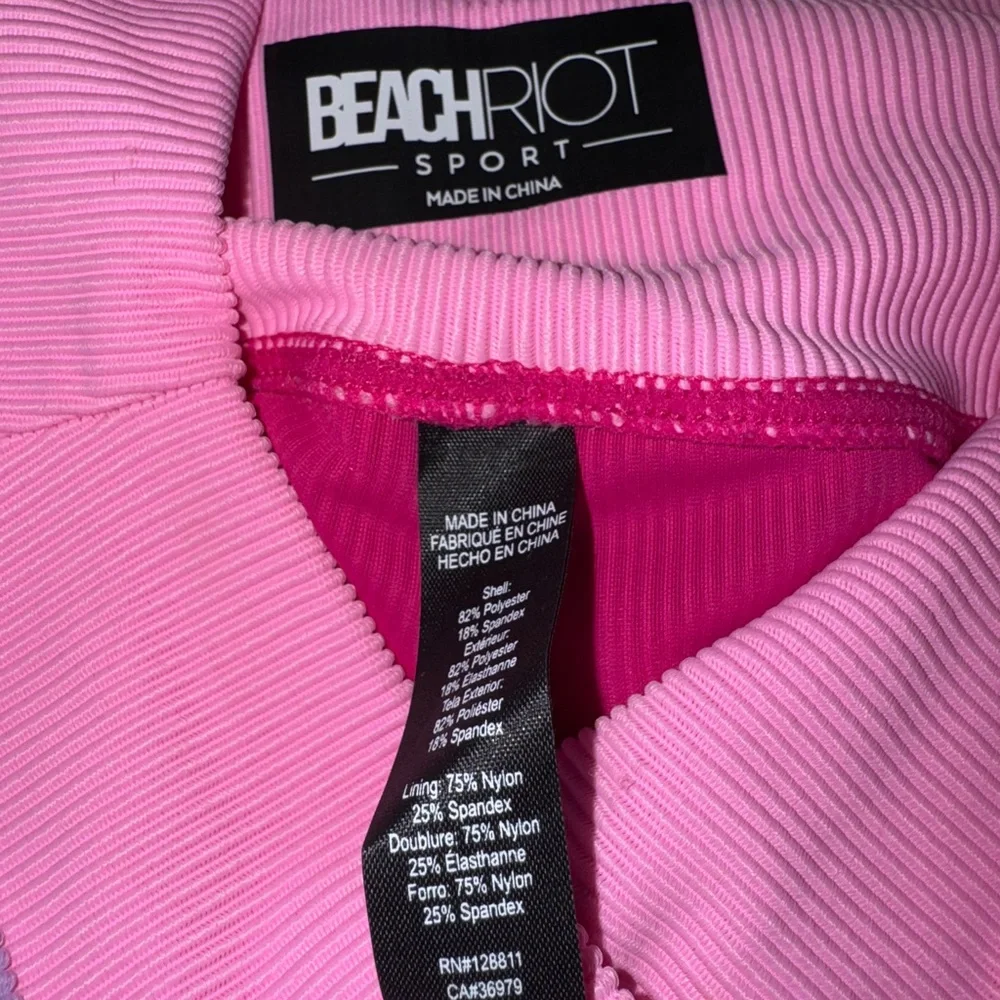 BEACHRIOT
SPORT
MADE IN CHINA
MADE IN CHINA
FABRIQUÉ EN CHINE
HECHO EN CHINA
Shell:
82% Polyester
18% Spandex
Extérieur:
82% Polyester
18% Élasthanne
Tela Exterior:
82% Poliéster
18% Spandex
Lining: 75% Nylon
25% Spandex
Doublure: 75% Nylon
25% Élasthanne
Forro: 75% Nylon
25% Spandex
RN#128811
CA#36979